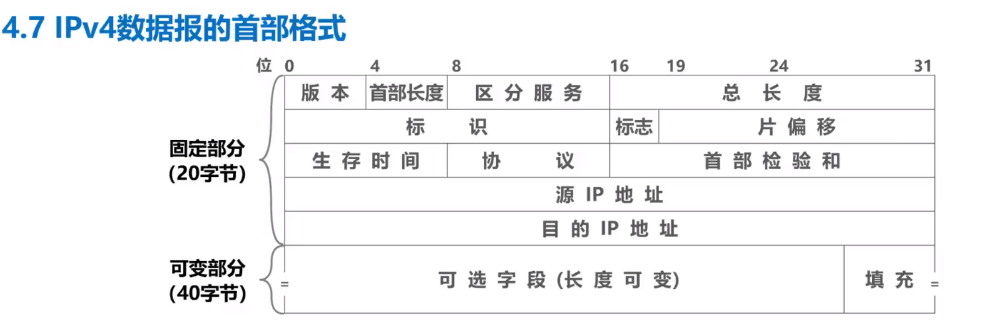 4.7 IPv4数据报的首部格式
位 0 4 8 16 19 24 31
版本 首部长度 区分服务 总长度
标识 标志 片偏移
固定部分
(20字节)
生存时间 协议 首部检验和
源IP地址
目的IP地址
可变部分
(40字节)
可选字段(长度可变) 填充
= =